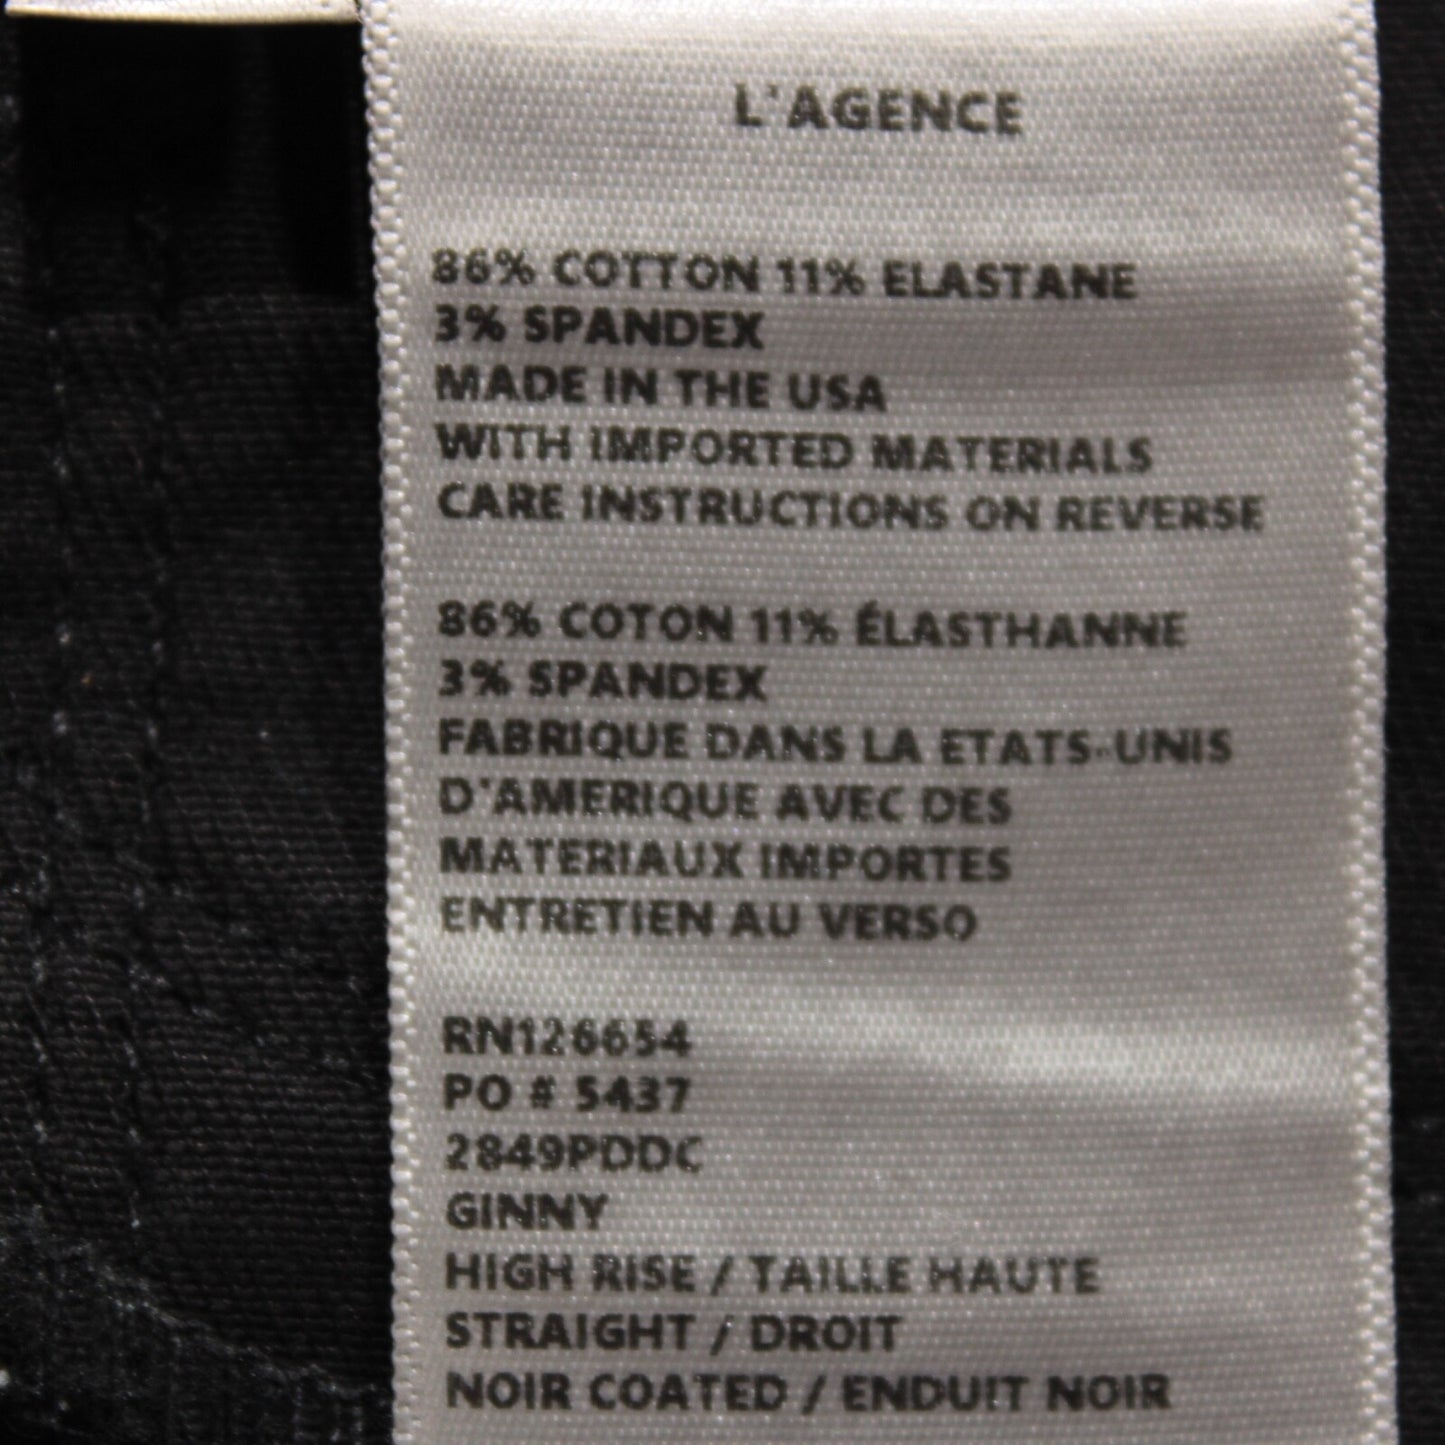 L'AGENCE
86% COTTON 11% ELASTANE
3% SPANDEX
MADE IN THE USA
WITH IMPORTED MATERIALS
CARE INSTRUCTIONS ON REVERSE
86% COTON 11% ÉLASTHANNE
3% SPANDEX
FABRIQUE DANS LA ETATS-UNIS
D'AMERIQUE AVEC DES
MATERIAUX IMPORTES
ENTRETIEN AU VERSO
RN126654
PO # 5437
2849PDDC
GINNY
HIGH RISE / TAILLE HAUTE
STRAIGHT / DROIT
NOIR COATED / ENDUIT NOIR